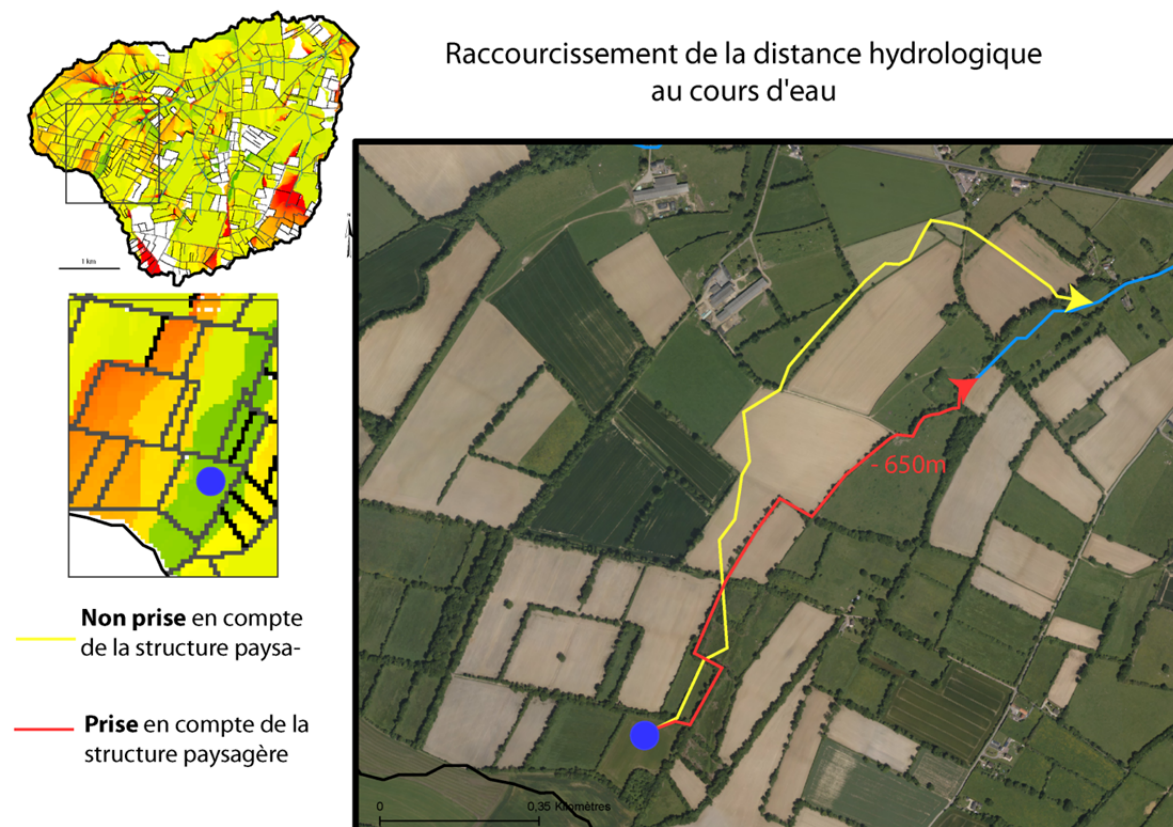 Raccourcissement de la distance hydrologique
au cours d'eau
1 km
Non prise en compte
de la structure paysa-
Prise en compte de la
structure paysagère
- 650m
0
0,35 Kilomètres